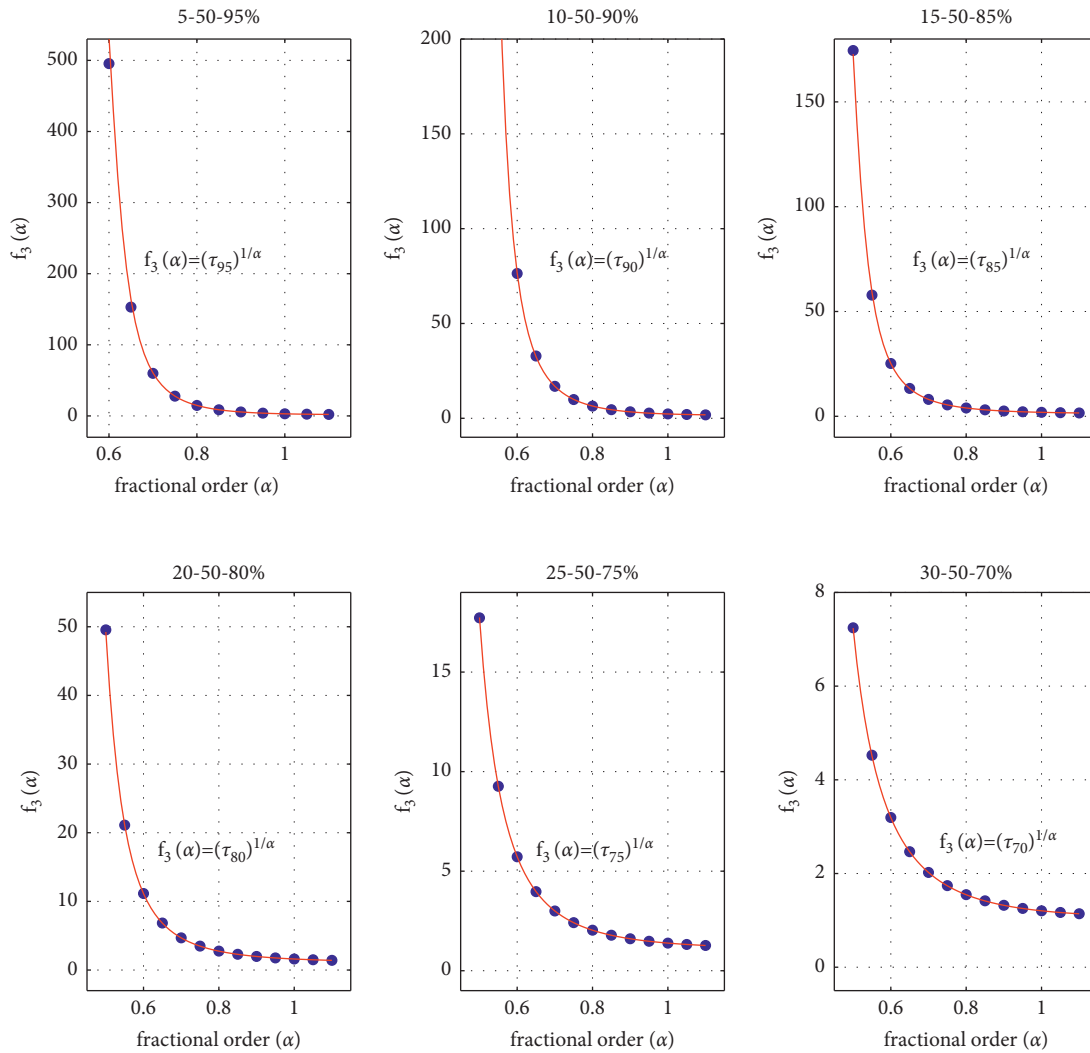 5-50-95%
500
400
300
200
100
0
f₃ (α)
f₃ (α)=(τ₉₅)^1/α
0.6 0.8 1
fractional order (α)
10-50-90%
200
150
100
50
0
f₃ (α)
f₃ (α)=(τ₉₀)^1/α
0.6 0.8 1
fractional order (α)
15-50-85%
150
100
50
0
f₃ (α)
f₃ (α)=(τ₈₅)^1/α
0.6 0.8 1
fractional order (α)
20-50-80%
50
40
30
20
10
0
f₃ (α)
f₃ (α)=(τ₈₀)^1/α
0.6 0.8 1
fractional order (α)
25-50-75%
15
10
5
0
f₃ (α)
f₃ (α)=(τ₇₅)^1/α
0.6 0.8 1
fractional order (α)
30-50-70%
8
6
4
2
0
f₃ (α)
f₃ (α)=(τ₇₀)^1/α
0.6 0.8 1
fractional order (α)